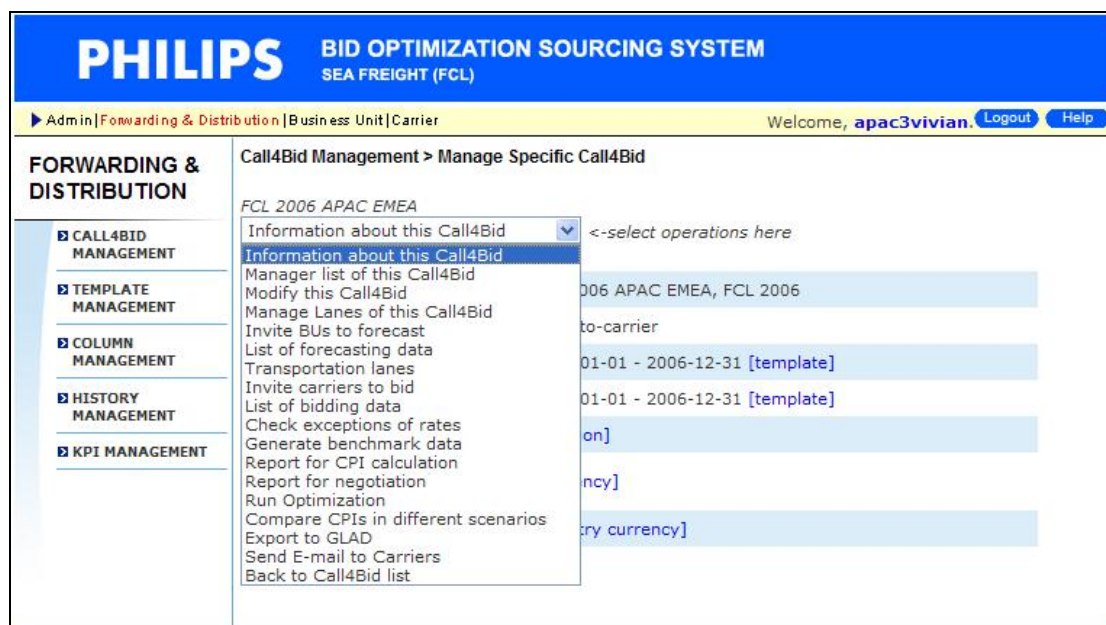 PHILIPS
BID OPTIMIZATION SOURCING SYSTEM
SEA FREIGHT (FCL)
Admin|Forwarding & Distribution|Business Unit|Carrier
Welcome, apac3vivian. Logout Help
FORWARDING &
DISTRIBUTION
CALL4BID
MANAGEMENT
TEMPLATE
MANAGEMENT
COLUMN
MANAGEMENT
HISTORY
MANAGEMENT
KPI MANAGEMENT
Call4Bid Management > Manage Specific Call4Bid
FCL 2006 APAC EMEA
Information about this Call4Bid <-select operations here
Information about this Call4Bid
Manager list of this Call4Bid
Modify this Call4Bid
Manage Lanes of this Call4Bid
Invite BUs to forecast
List of forecasting data
Transportation lanes
Invite carriers to bid
List of bidding data
Check exceptions of rates
Generate benchmark data
Report for CPI calculation
Report for negotiation
Run Optimization
Compare CPIs in different scenarios
Export to GLAD
Send E-mail to Carriers
Back to Call4Bid list
006 APAC EMEA, FCL 2006
to-carrier
01-01 - 2006-12-31 [template]
01-01 - 2006-12-31 [template]
on]
ncy]
try currency]